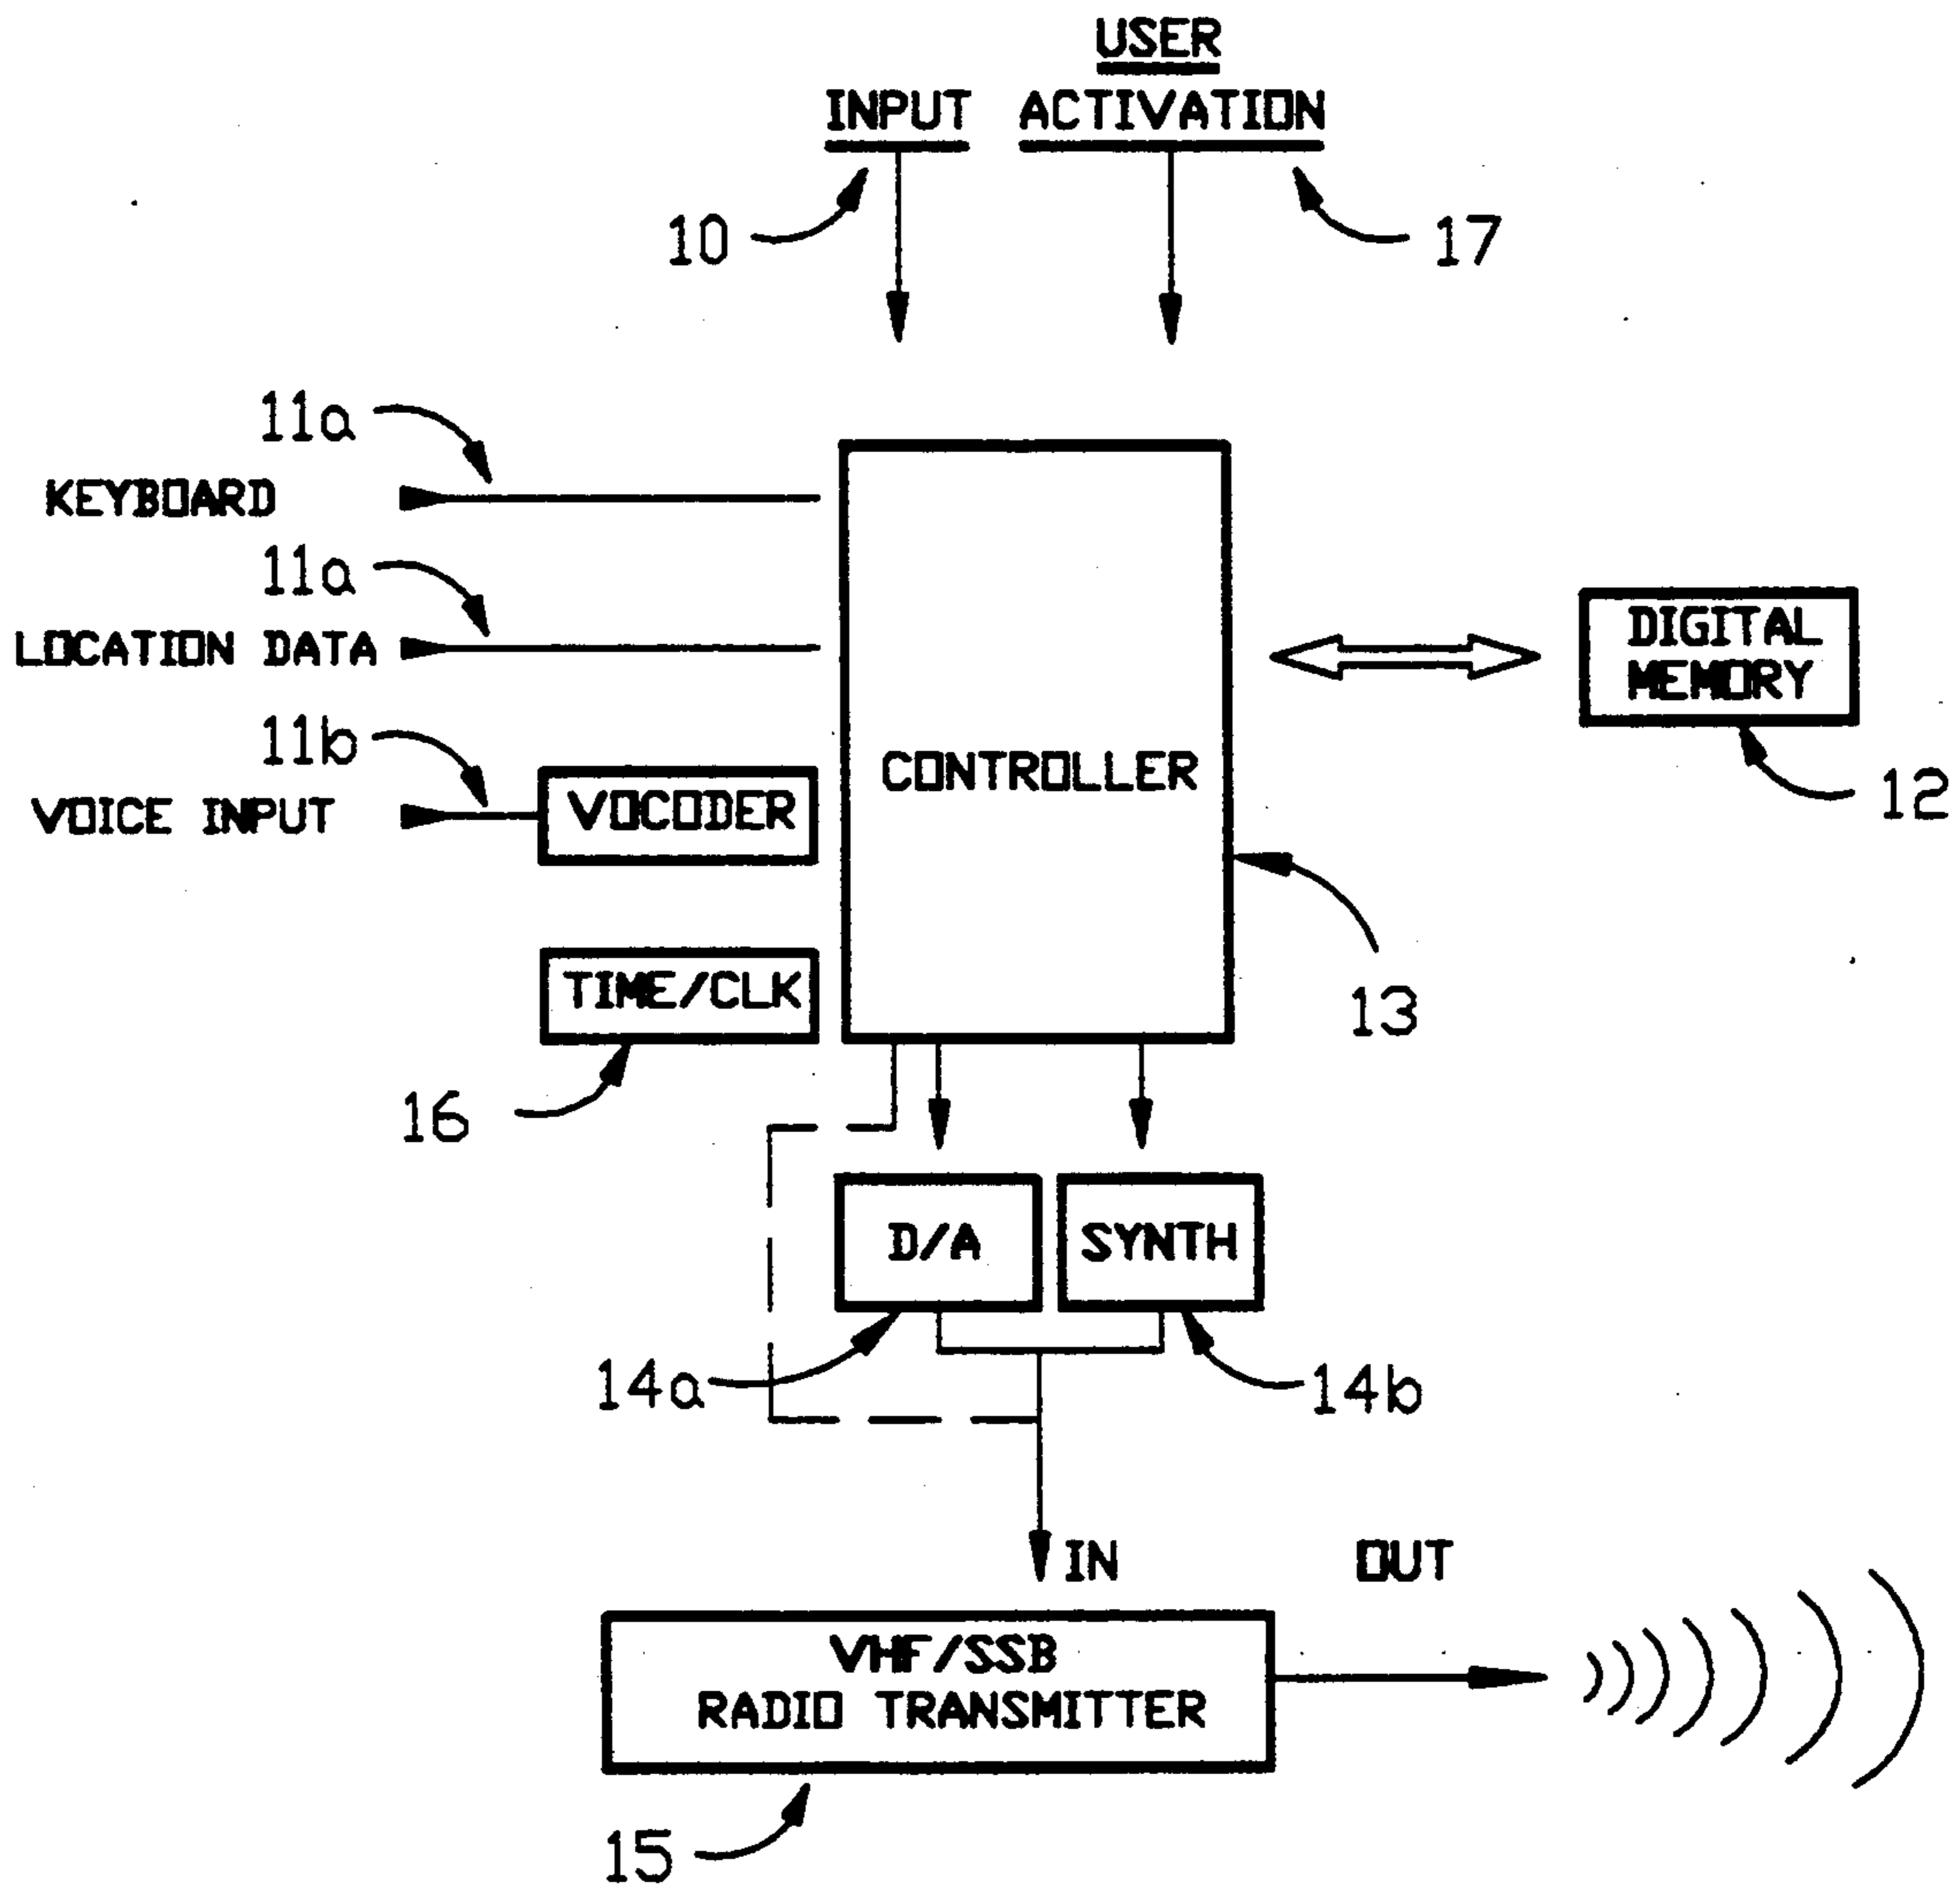 USER
INPUT ACTIVATION
10
17
11a
KEYBOARD
11a
LOCATION DATA
DIGITAL
MEMORY
11b
CONTROLLER
12
VOICE INPUT
VOCODER
TIME/CLK
13
16
D/A
SYNTH
14a
14b
IN
OUT
VHF/SSB
RADIO TRANSMITTER
15